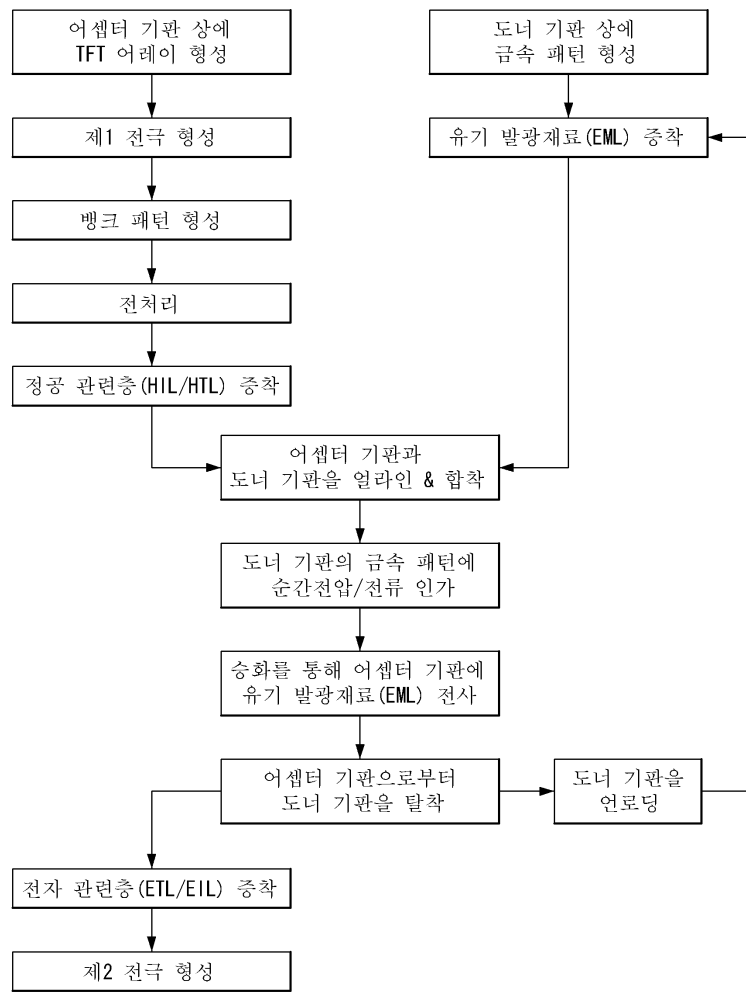 어셉터 기판 상에
TFT 어레이 형성
제1 전극 형성
뱅크 패턴 형성
전처리
정공 관련층(HIL/HTL) 증착
도너 기판 상에
금속 패턴 형성
유기 발광재료(EML) 증착
어셉터 기판과
도너 기판을 얼라인 & 합착
도너 기판의 금속 패턴에
순간전압/전류 인가
승화를 통해 어셉터 기판에
유기 발광재료(EML) 전사
어셉터 기판으로부터
도너 기판을 탈착
도너 기판을
언로딩
전자 관련층(ETL/EIL) 증착
제2 전극 형성